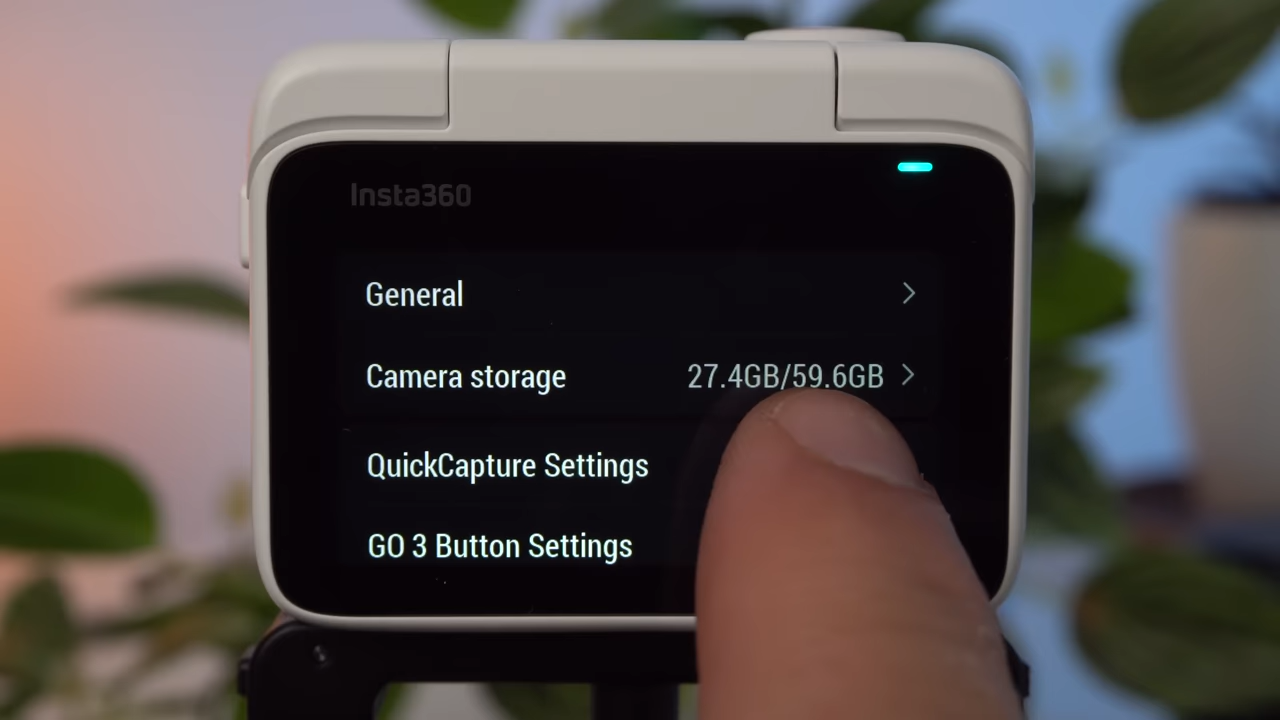 Insta360
General
Camera storage 27.4GB/59.6GB
QuickCapture Settings
GO 3 Button Settings